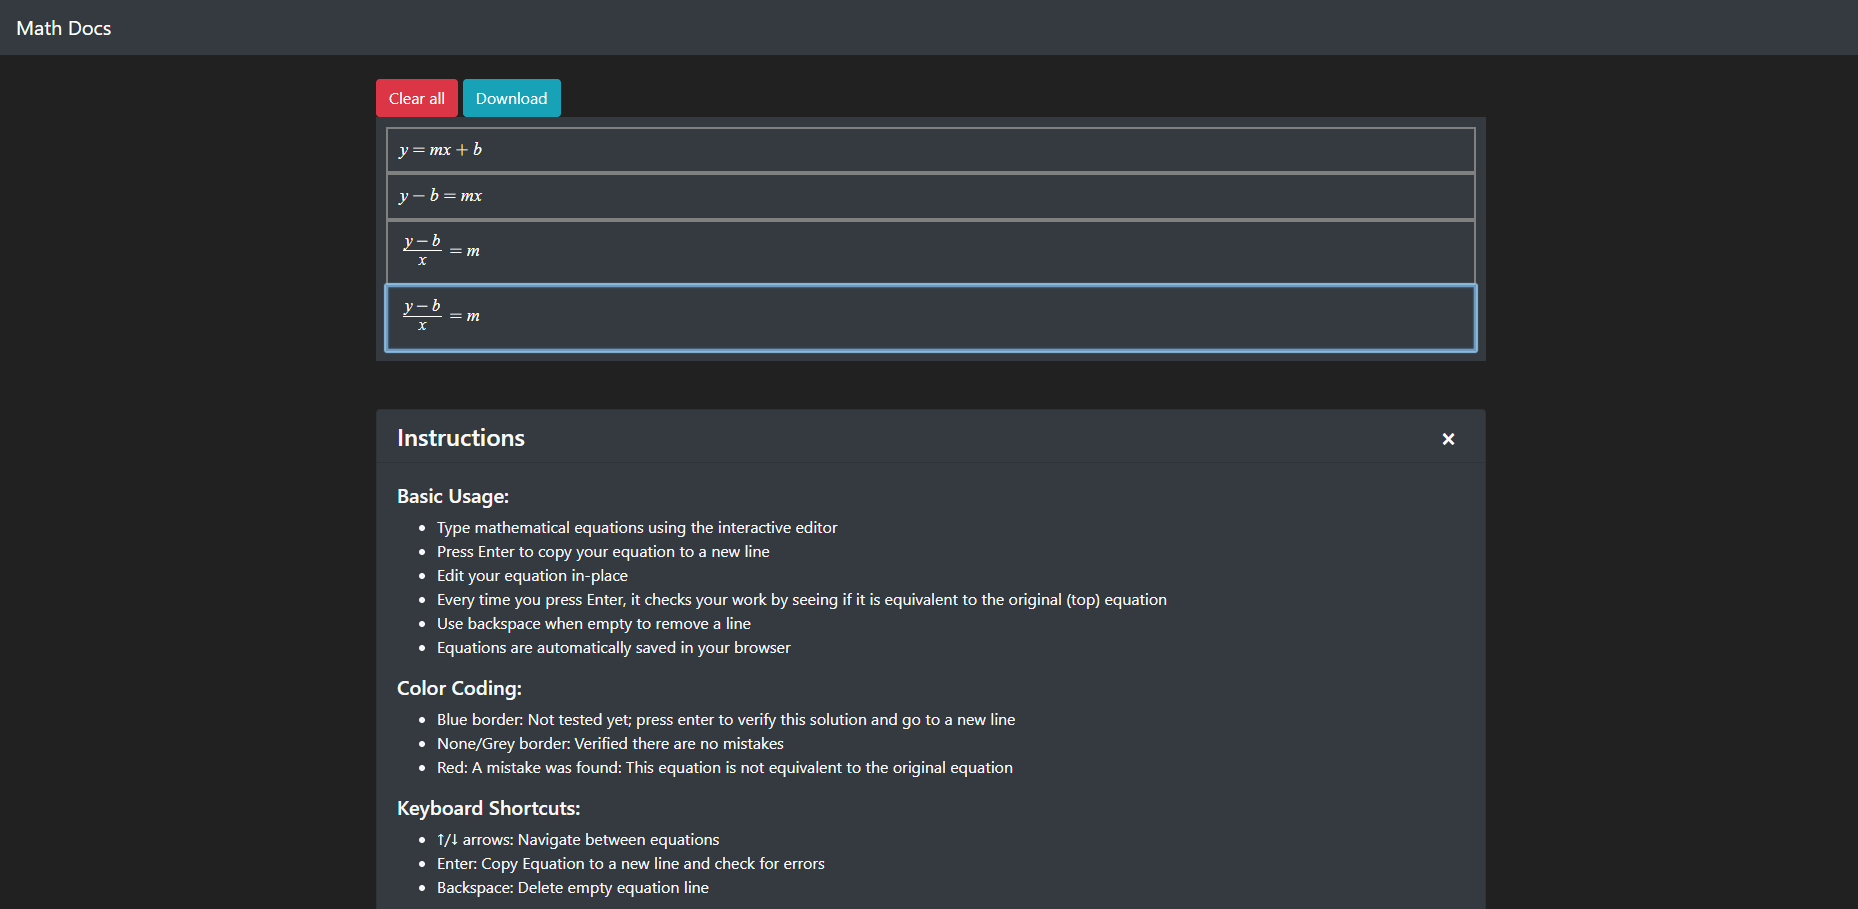 Math Docs
Clear all
Download
y = mx + b
y − b = mx
y − b
x
= m
y − b
x
= m
Instructions
×
Basic Usage:
• Type mathematical equations using the interactive editor
• Press Enter to copy your equation to a new line
• Edit your equation in-place
• Every time you press Enter, it checks your work by seeing if it is equivalent to the original (top) equation
• Use backspace when empty to remove a line
• Equations are automatically saved in your browser
Color Coding:
• Blue border: Not tested yet; press enter to verify this solution and go to a new line
• None/Grey border: Verified there are no mistakes
• Red: A mistake was found: This equation is not equivalent to the original equation
Keyboard Shortcuts:
• ↑/↓ arrows: Navigate between equations
• Enter: Copy Equation to a new line and check for errors
• Backspace: Delete empty equation line